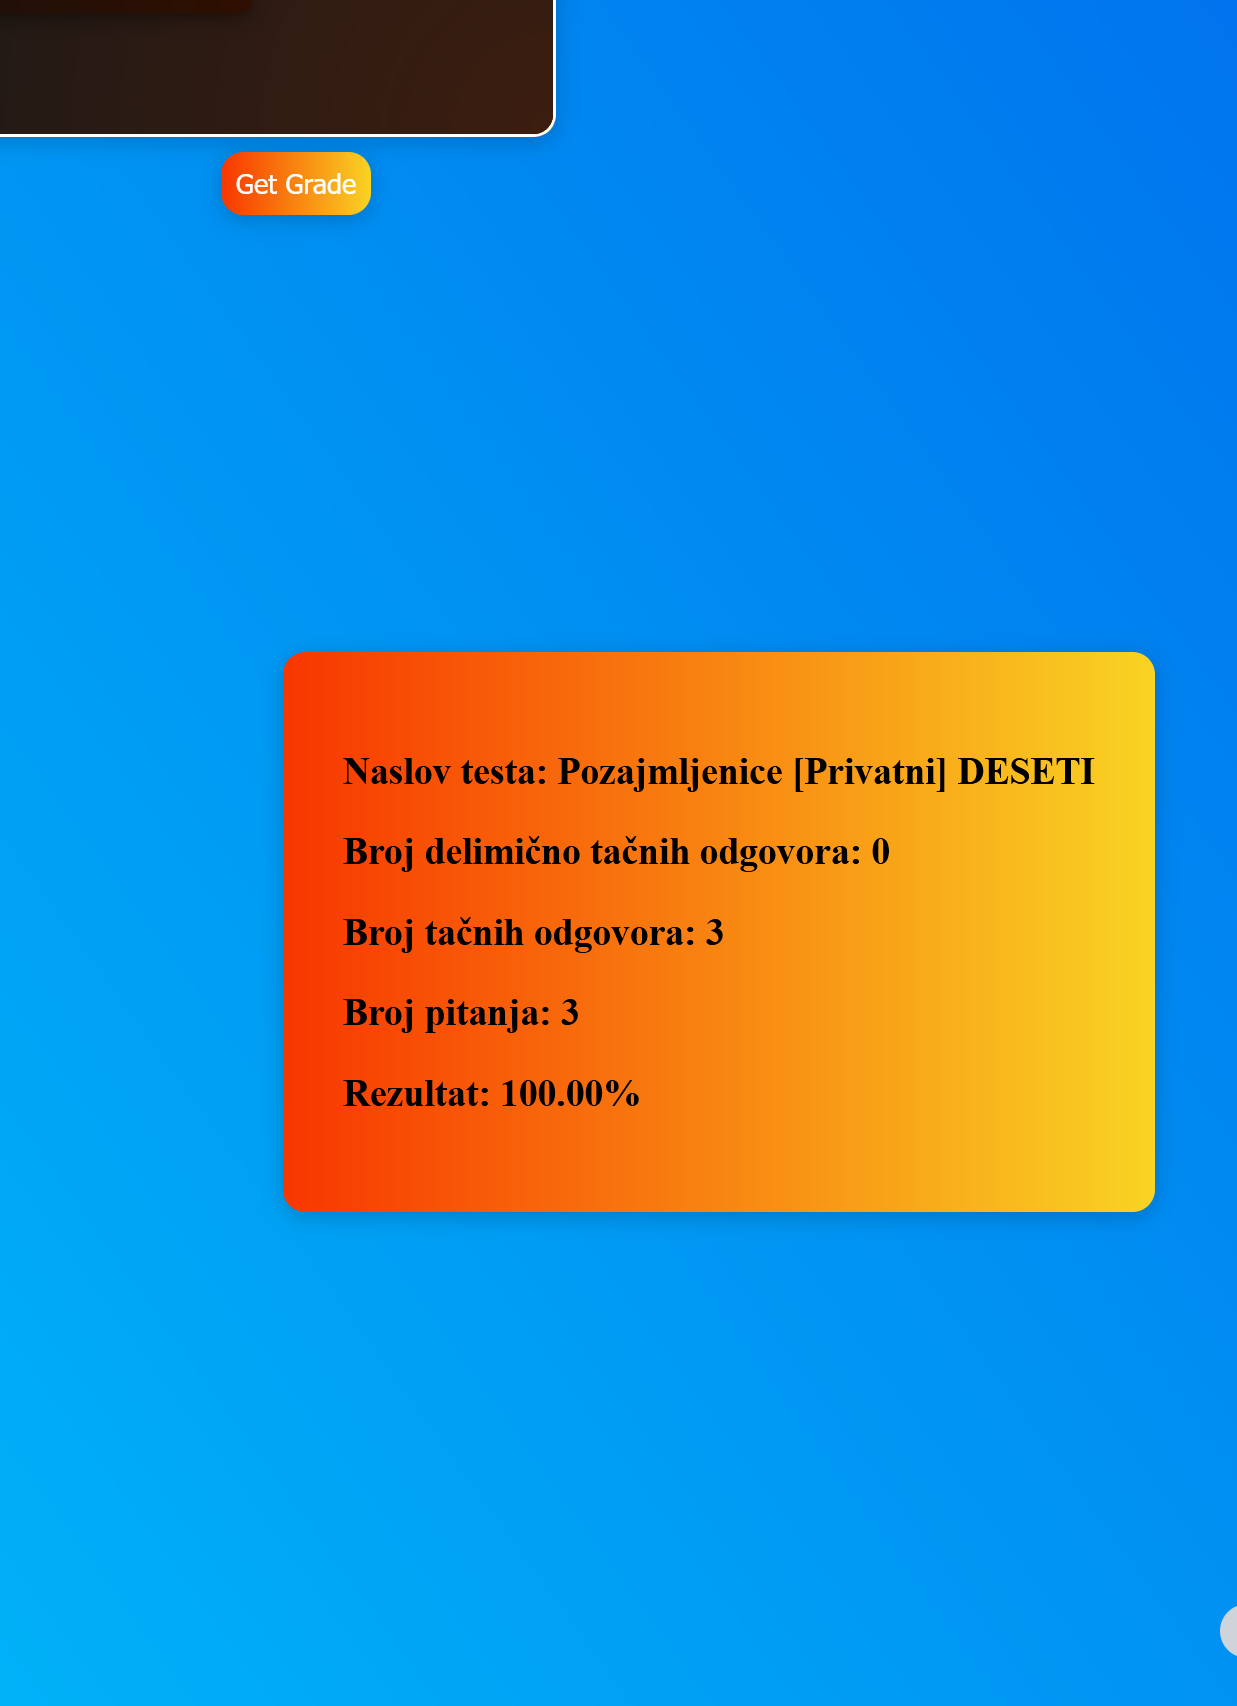 Get Grade
Naslov testa: Pozajmljenice [Privatni] DESETI
Broj delimično tačnih odgovora: 0
Broj tačnih odgovora: 3
Broj pitanja: 3
Rezultat: 100.00%